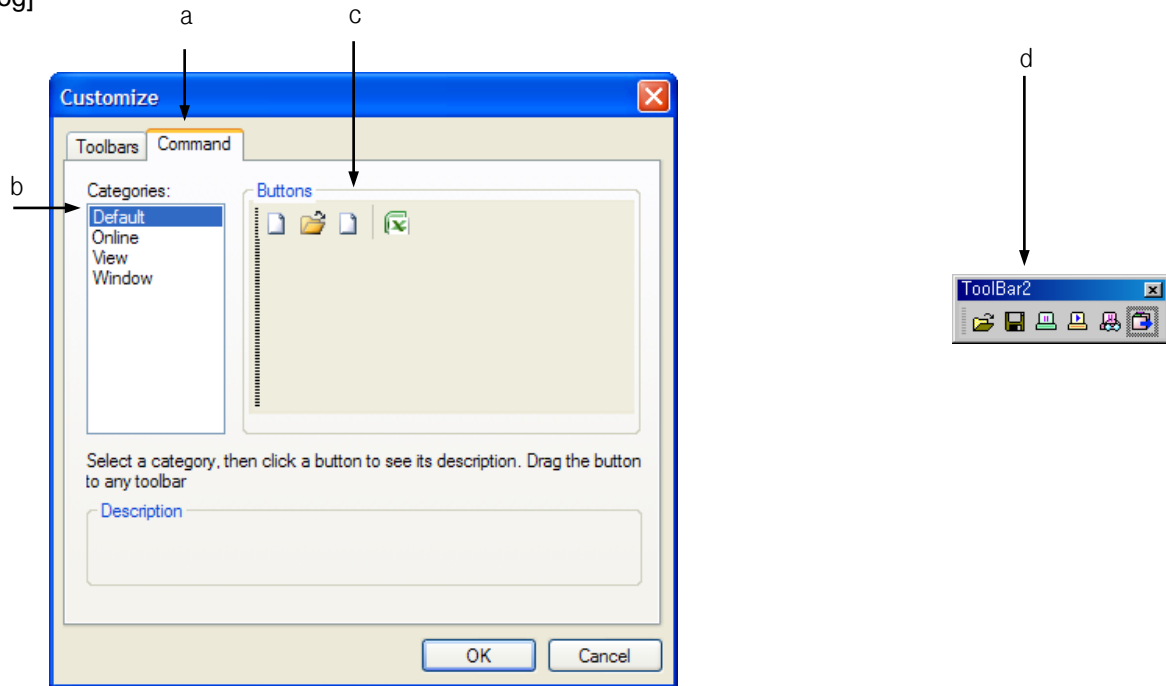 og]
a
c
d
Customize
Toolbars
Command
b
Categories:
Buttons
Default
Online
View
Window
ToolBar2
Select a category, then click a button to see its description. Drag the button
to any toolbar
Description
OK
Cancel